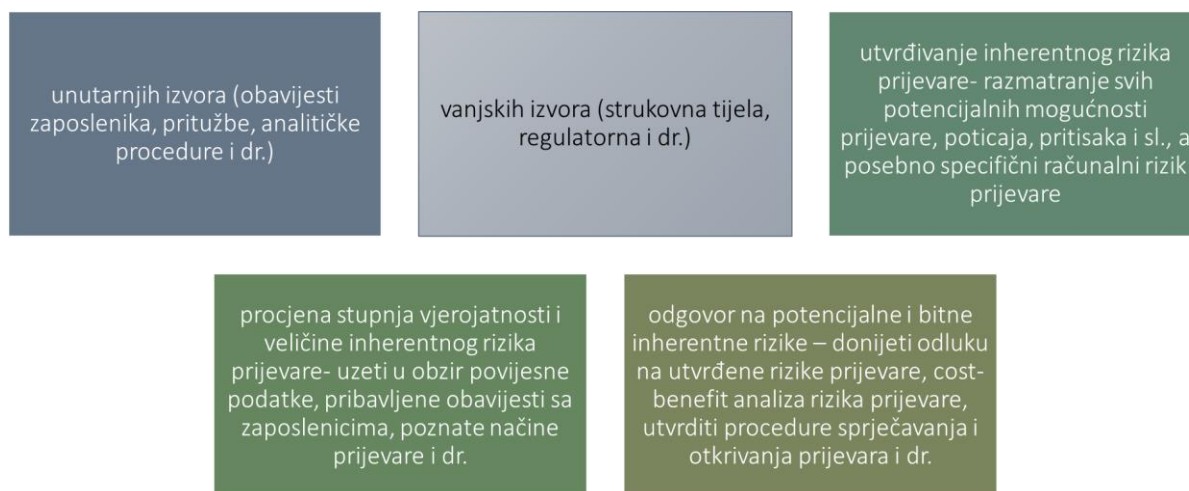 unutarnjih izvora (obavijesti
zaposlenika, pritužbe, analitičke
procedure i dr.)
vanjskih izvora (strukovna tijela,
regulatorna i dr.)
utvrđivanje inherentnog rizika
prijevare- razmatranje svih
potencijalnih mogućnosti
prijevare, poticaja, pritisaka i sl., a
posebno specifični računalni rizik
prijevare
procjena stupnja vjerojatnosti i
veličine inherentnog rizika
prijevare- uzeti u obzir povijesne
podatke, pribavljene obavijesti sa
zaposlenicima, poznate načine
prijevare i dr.
odgovor na potencijalne i bitne
inherentne rizike – donijeti odluku
na utvrđene rizike prijevare, cost-
benefit analiza rizika prijevare,
utvrditi procedure sprječavanja i
otkrivanja prijevara i dr.